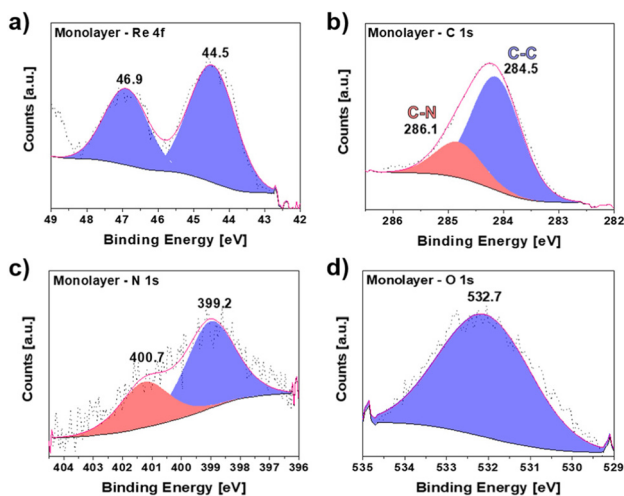 a)
Monolayer - Re 4f
46.9
44.5
Counts [a.u.]
49 48 47 46 45 44 43 42
Binding Energy [eV]
b)
Monolayer - C 1s
C-C
284.5
C-N
286.1
Counts [a.u.]
286 285 284 283 282
Binding Energy [eV]
c)
Monolayer - N 1s
399.2
400.7
Counts [a.u.]
404 403 402 401 400 399 398 397 396
Binding Energy [eV]
d)
Monolayer - O 1s
532.7
Counts [a.u.]
535 534 533 532 531 530 529
Binding Energy [eV]